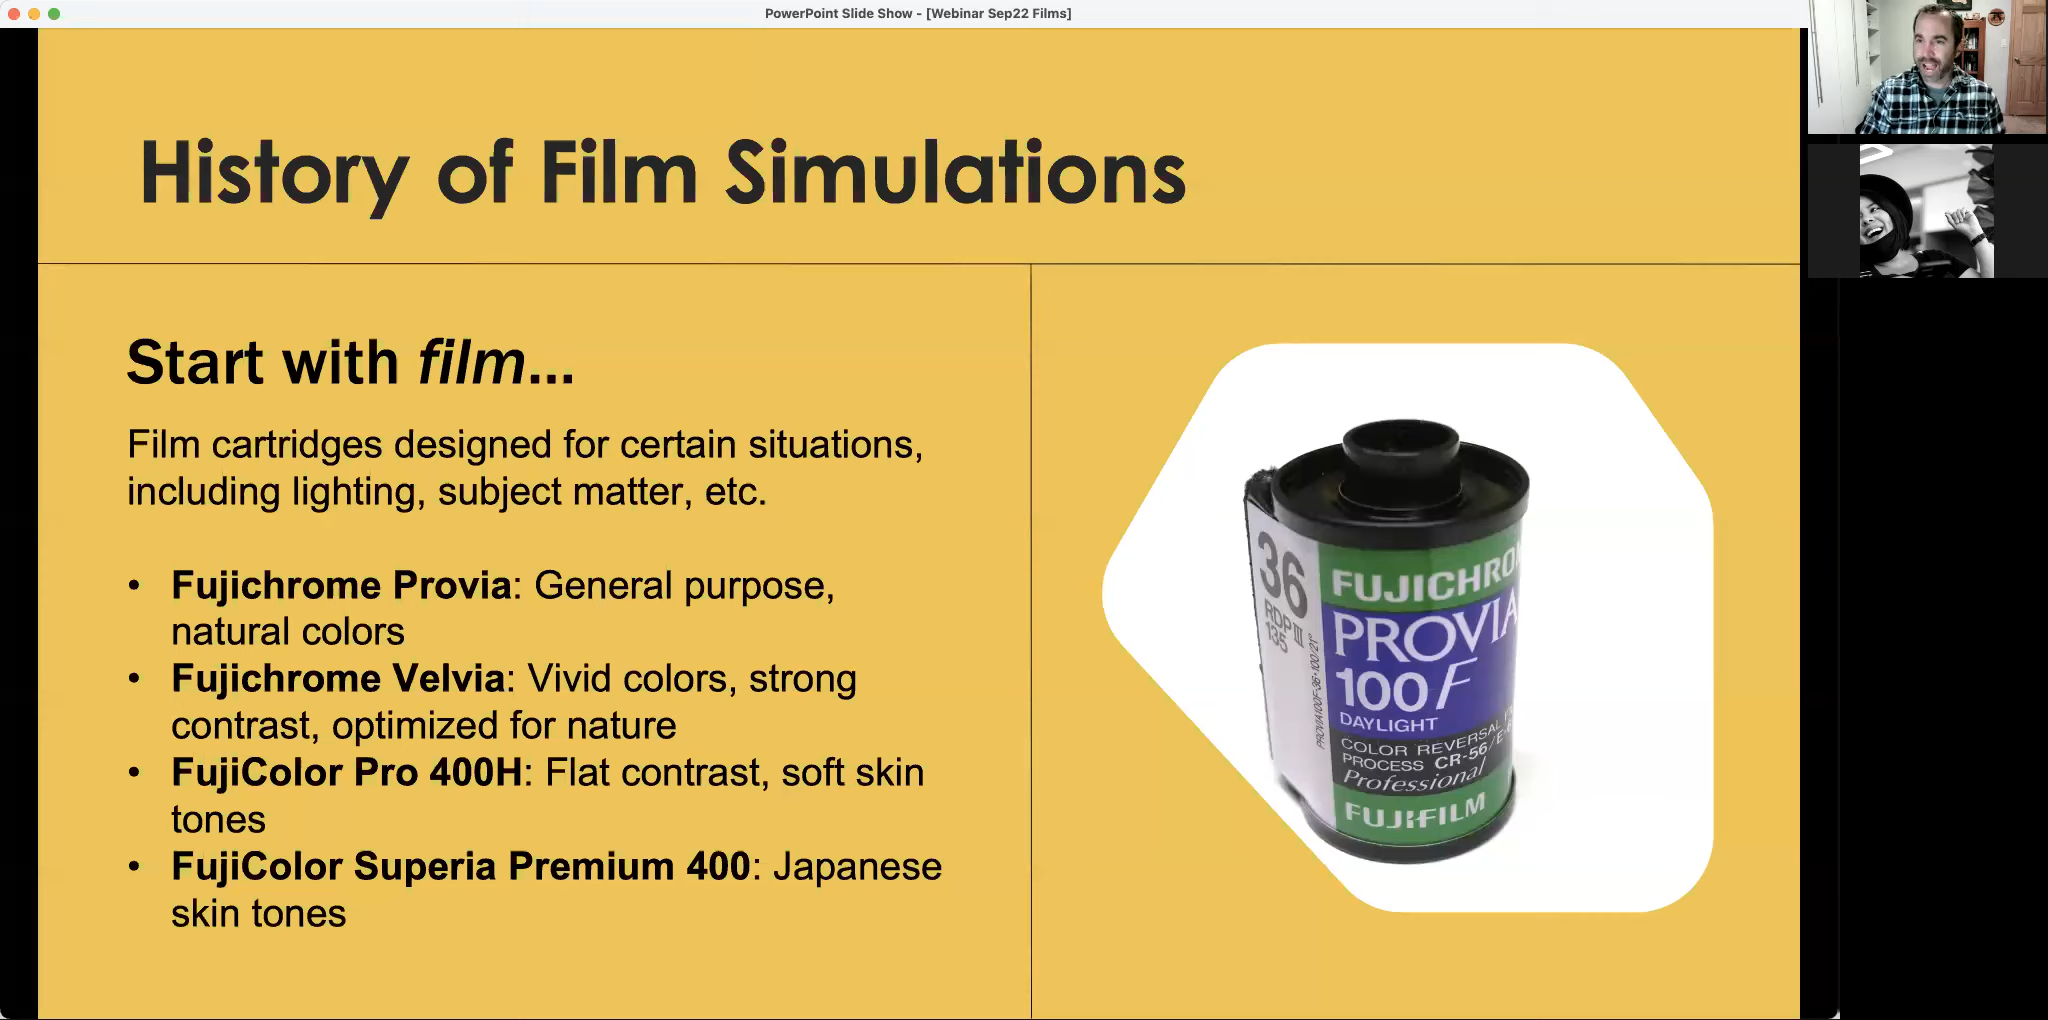 PowerPoint Slide Show - [Webinar Sep22 Films]
History of Film Simulations
Start with film...
Film cartridges designed for certain situations,
including lighting, subject matter, etc.
• Fujichrome Provia: General purpose,
natural colors
• Fujichrome Velvia: Vivid colors, strong
contrast, optimized for nature
• FujiColor Pro 400H: Flat contrast, soft skin
tones
• FujiColor Superia Premium 400: Japanese
skin tones
36
RDP III
135
FUJICHRO
PROVIA
100F
DAYLIGHT
COLOR REVERSAL
PROCESS CR-56/E-6
Professional
FUJIFILM